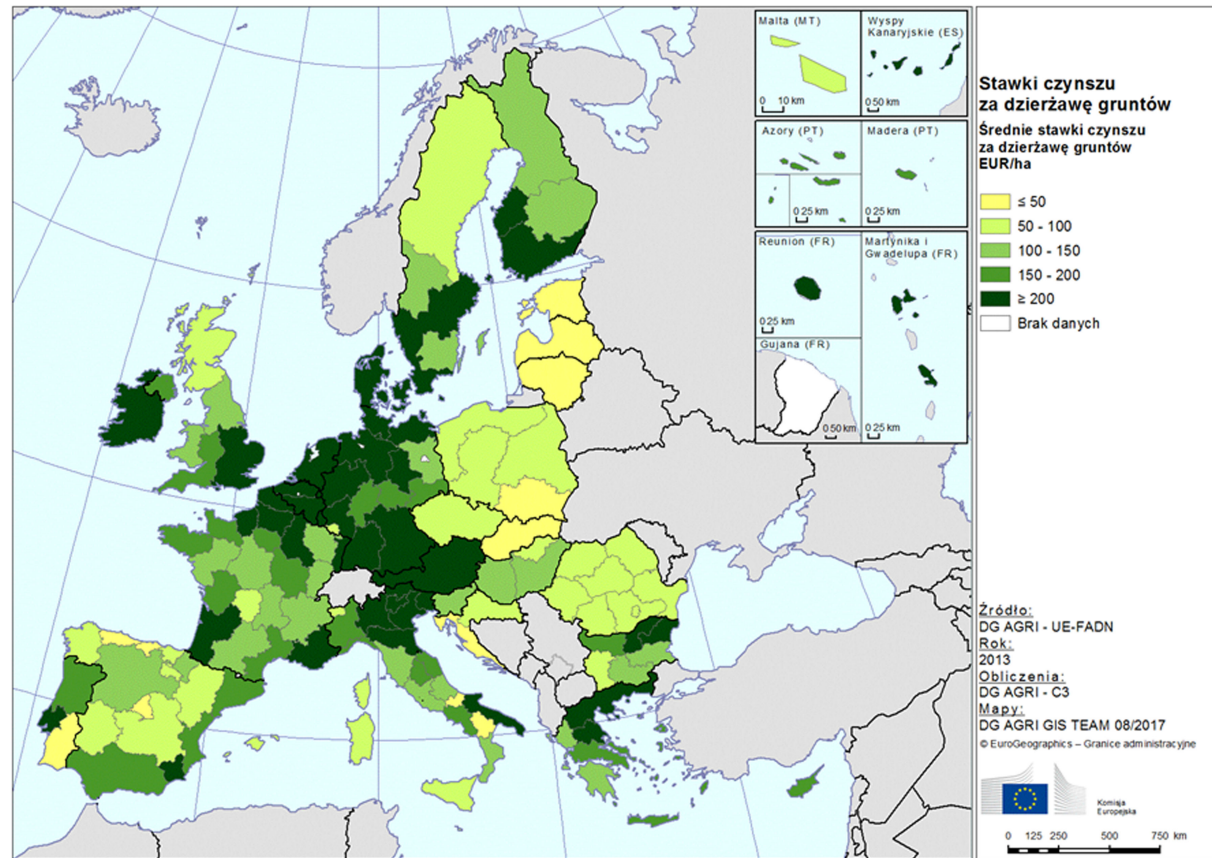 Malta (MT)
0 10 km
Wyspy
Kanaryjskie (ES)
0 50 km
Azory (PT)
0 25 km
Madera (PT)
0 25 km
Reunion (FR)
0 25 km
Martynika i
Gwadelupa (FR)
0 25 km
Gujana (FR)
0 50 km
Stawki czynszu
za dzierżawę gruntów
Średnie stawki czynszu
za dzierżawę gruntów
EUR/ha
≤ 50
50 - 100
100 - 150
150 - 200
≥ 200
Brak danych
Źródło:
DG AGRI - UE-FADN
Rok:
2013
Obliczenia:
DG AGRI - C3
Mapy:
DG AGRI GIS TEAM 08/2017
© EuroGeographics – Granice administracyjne
Komisja
Europejska
0 125 250 500 750 km